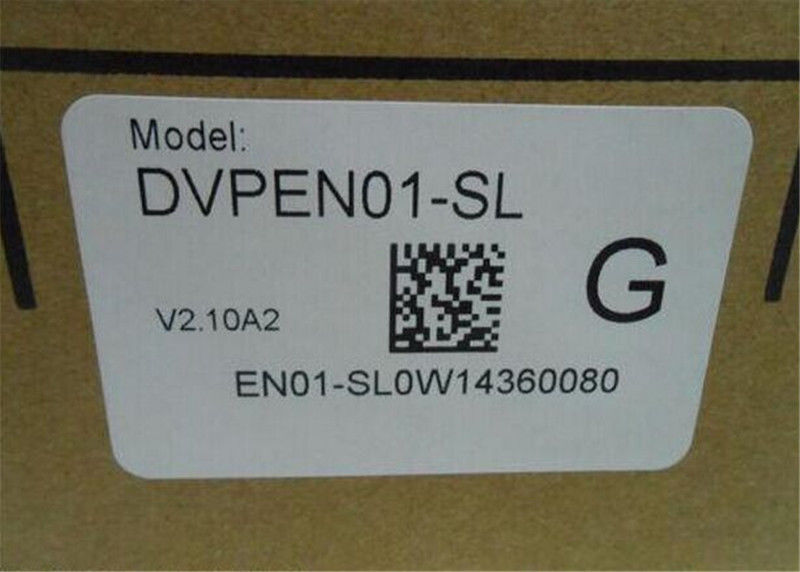 Model:
DVPEN01-SL
G
V2.10A2
EN01-SL0W14360080